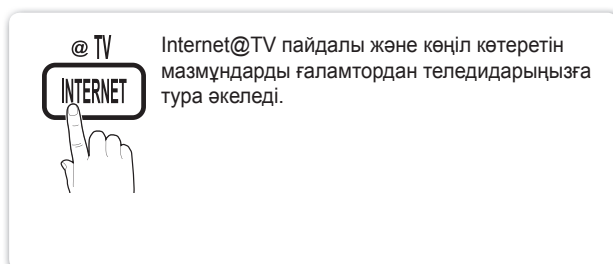 @ TV
INTERNET
Internet@TV пайдалы және көңіл көтеретін
мазмұндарды ғаламтордан теледидарыңызға
тура әкеледі.